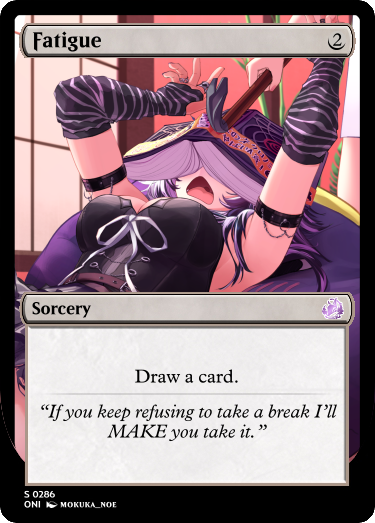 Fatigue
2
Sorcery
Draw a card.
“If you keep refusing to take a break I’ll
MAKE you take it.”
S 0286
ONI MOKUKA_NOE